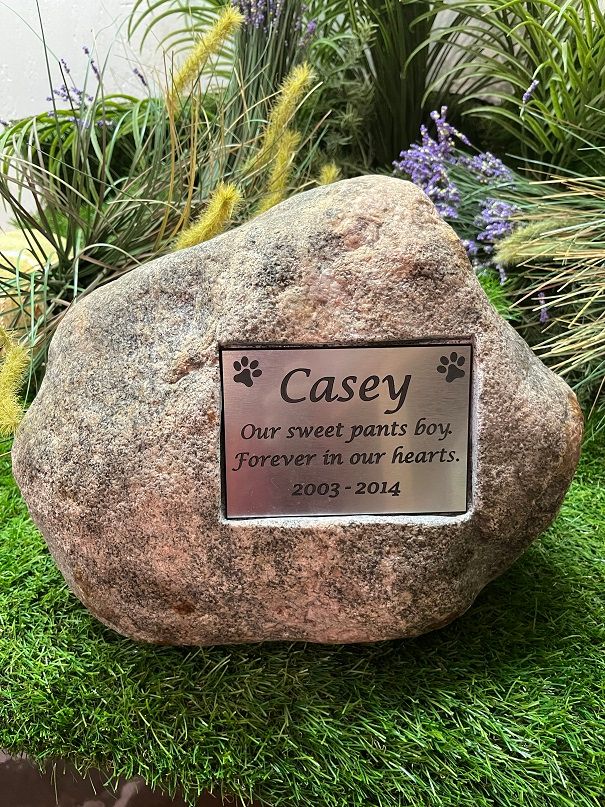 Casey
Our sweet pants boy.
Forever in our hearts.
2003 - 2014